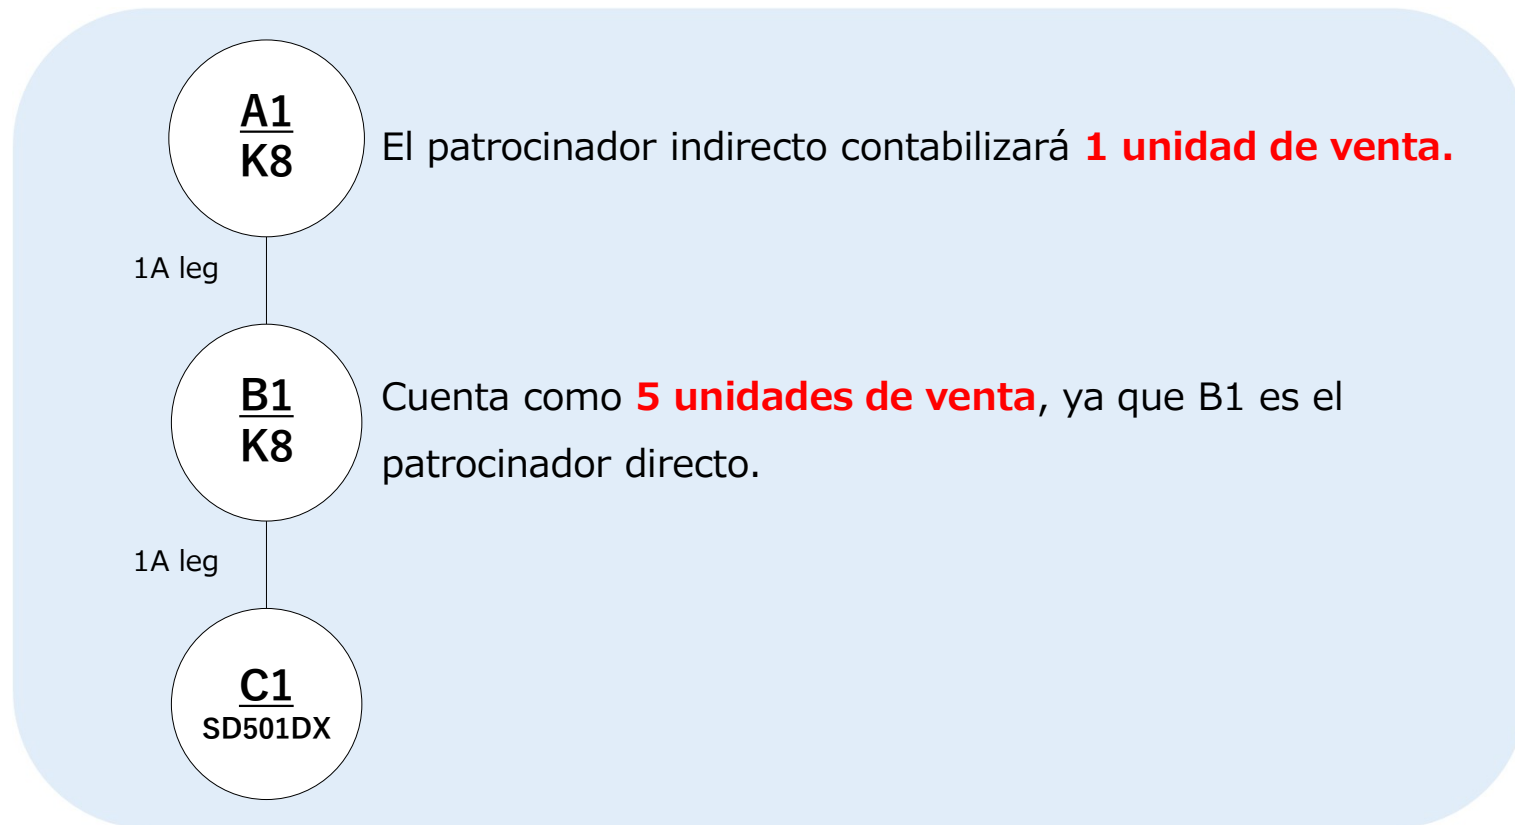 A1
K8
El patrocinador indirecto contabilizará 1 unidad de venta.
1A leg
B1
K8
Cuenta como 5 unidades de venta, ya que B1 es el
patrocinador directo.
1A leg
C1
SD501DX